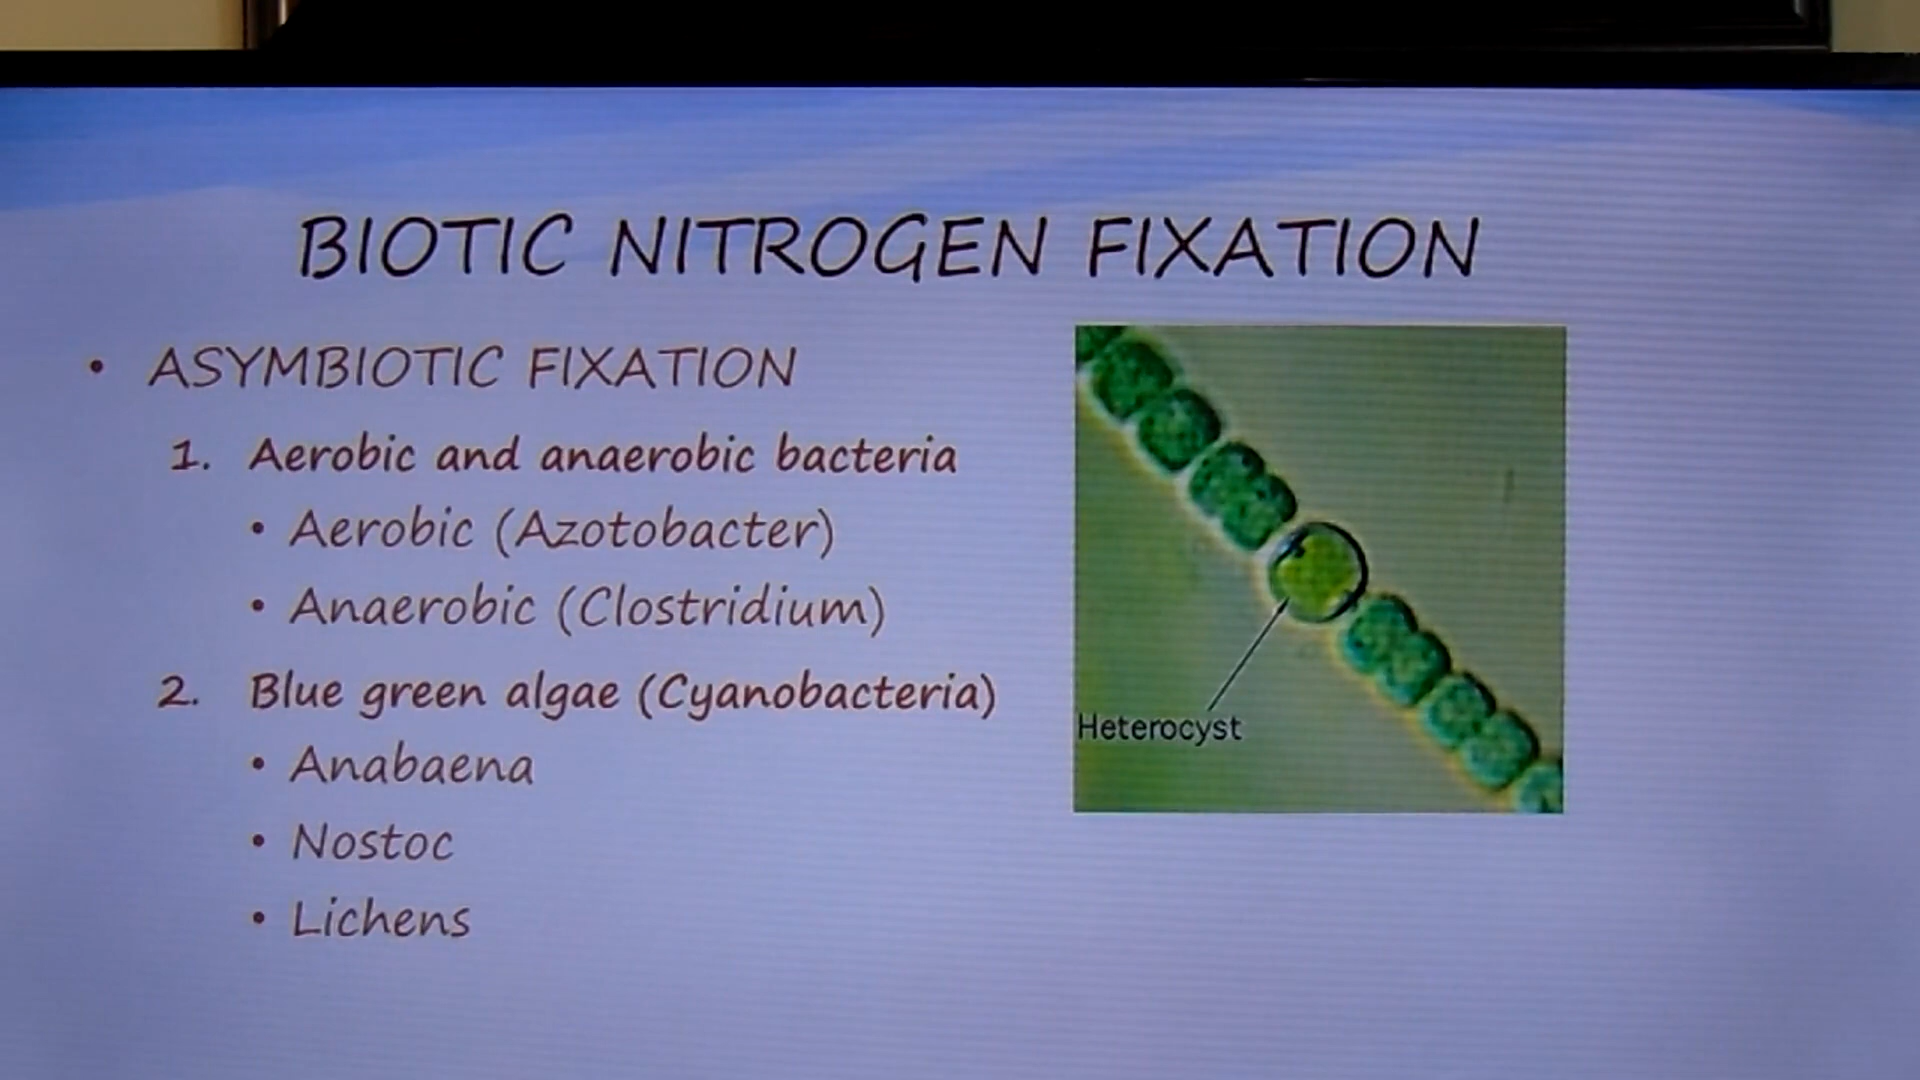 BIOTIC NITROGEN FIXATION
• ASYMBIOTIC FIXATION
1. Aerobic and anaerobic bacteria
• Aerobic (Azotobacter)
• Anaerobic (Clostridium)
2. Blue green algae (Cyanobacteria)
• Anabaena
• Nostoc
• Lichens
Heterocyst